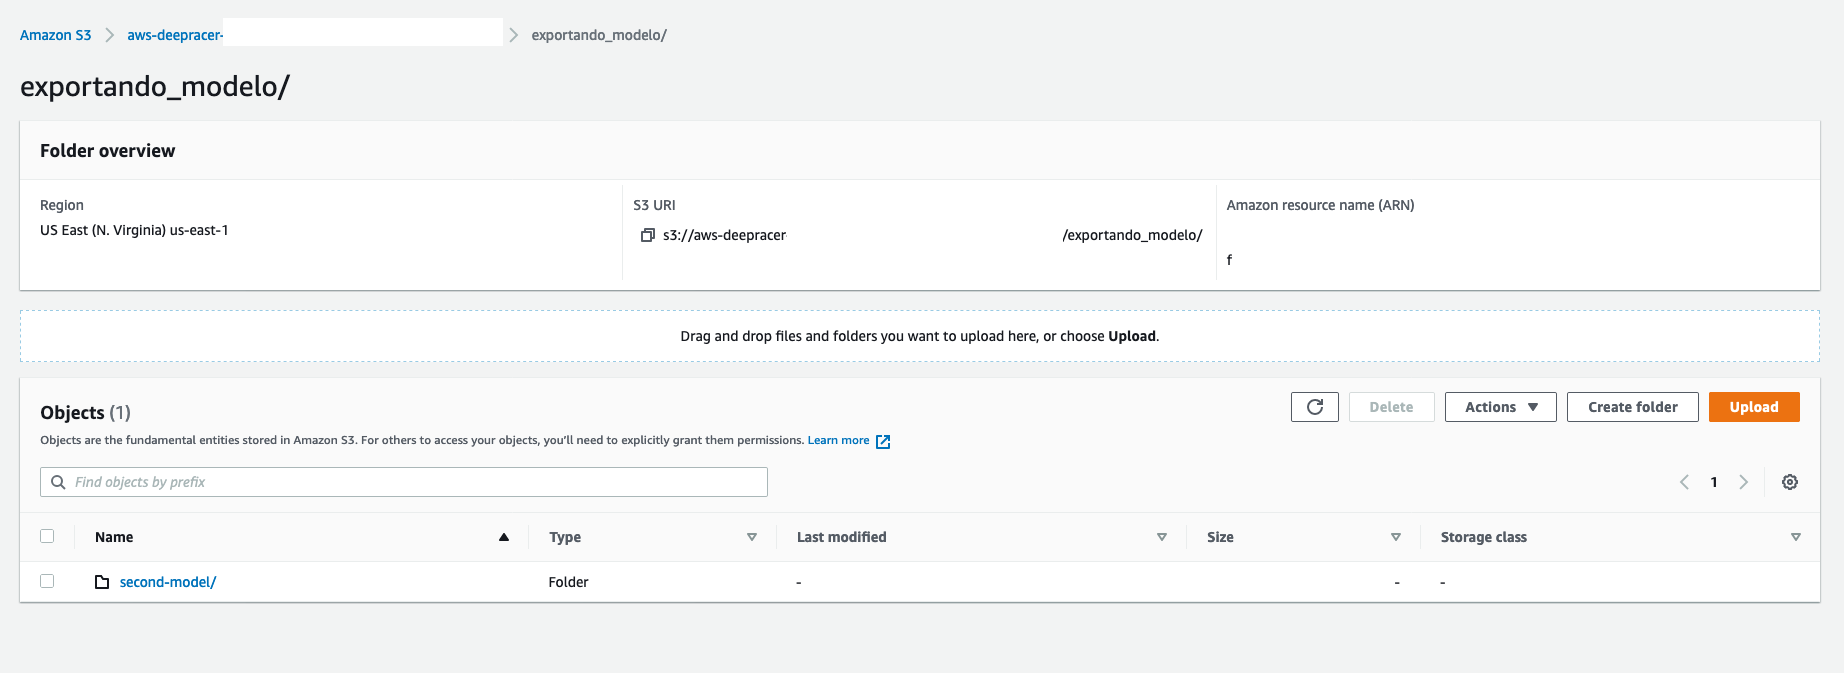 Amazon S3 aws-deepracer- exportando_modelo/
exportando_modelo/
Folder overview
Region
US East (N. Virginia) us-east-1
S3 URI
s3://aws-deepracer /exportando_modelo/
Amazon resource name (ARN)
f
Drag and drop files and folders you want to upload here, or choose Upload.
Objects (1)
Delete Actions Create folder Upload
Objects are the fundamental entities stored in Amazon S3. For others to access your objects, you'll need to explicitly grant them permissions. Learn more
Find objects by prefix
1
Name Type Last modified Size Storage class
second-model/ Folder - - -